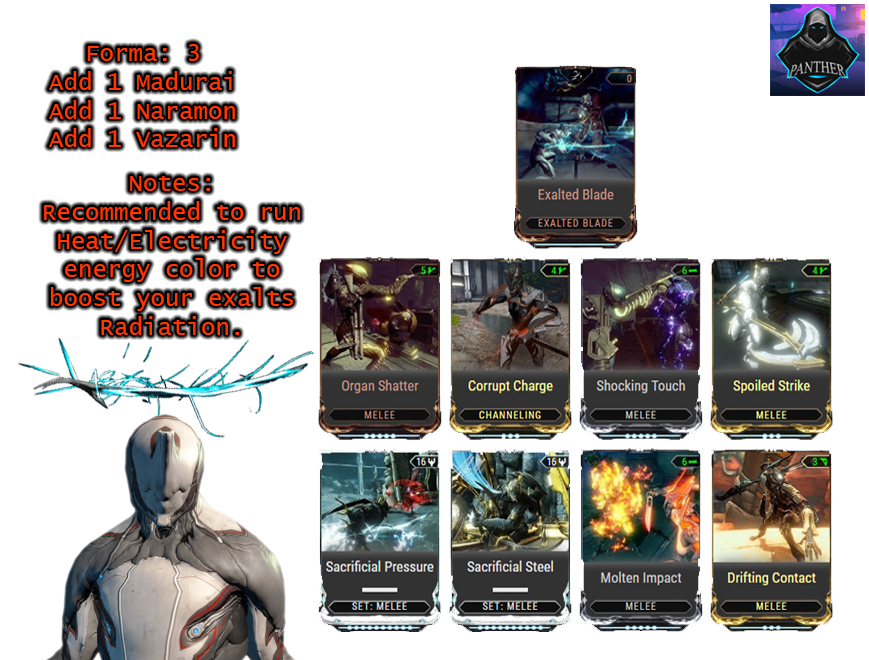 Forma: 3
Add 1 Madurai
Add 1 Naramon
Add 1 Vazarin
Notes:
Recommended to run
Heat/Electricity
energy color to
boost your exalts
Radiation.
PANTHER
0
Exalted Blade
EXALTED BLADE
5
Organ Shatter
MELEE
4
Corrupt Charge
CHANNELING
6
Shocking Touch
MELEE
4
Spoiled Strike
MELEE
16
Sacrificial Pressure
SET: MELEE
16
Sacrificial Steel
SET: MELEE
6
Molten Impact
MELEE
3
Drifting Contact
MELEE